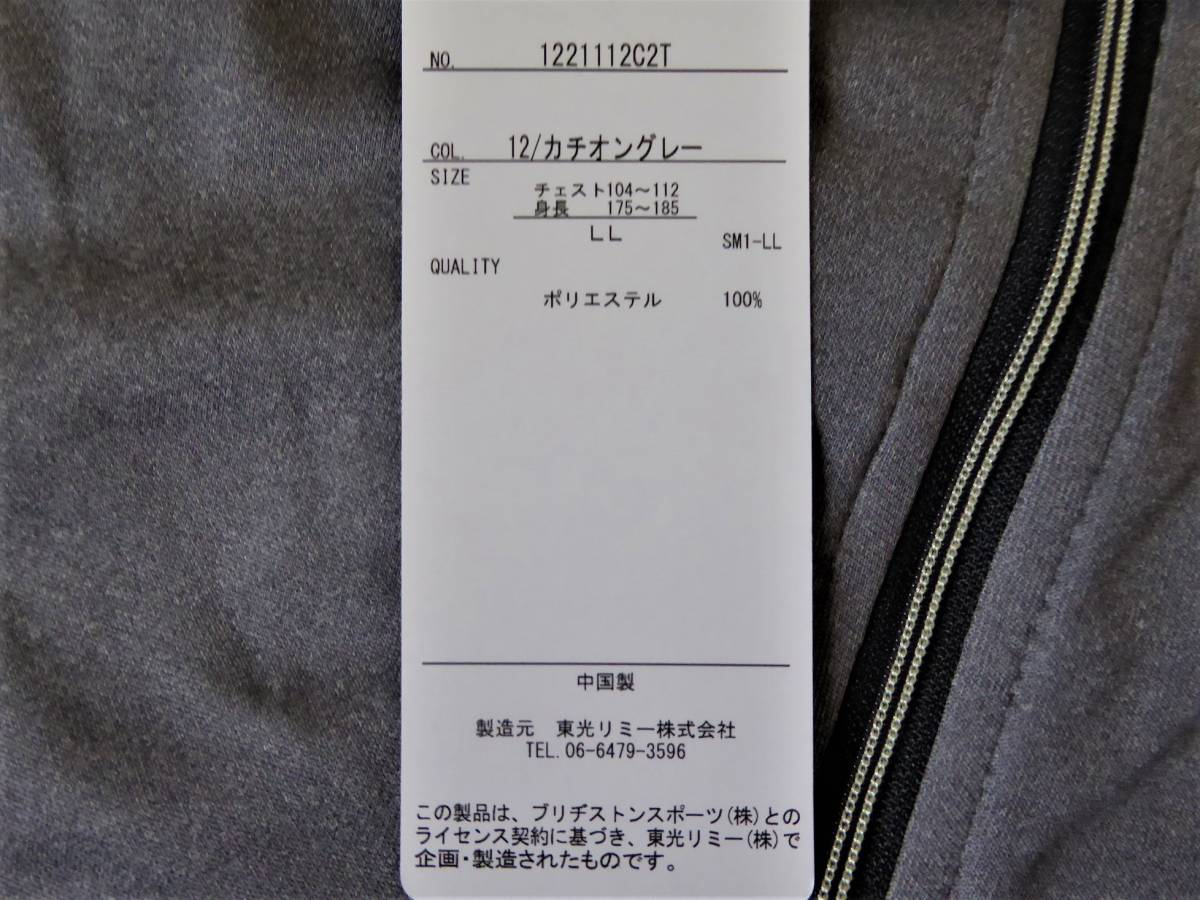 NO. 1221112C2T
COL. 12/カチオングレー
SIZE
チェスト104～112
身長 175～185
LL
SM1-LL
QUALITY
ポリエステル 100%
中国製
製造元 東光リミー株式会社
TEL.06-6479-3596
この製品は、ブリヂストンスポーツ(株)との
ライセンス契約に基づき、東光リミー(株)で
企画・製造されたものです。